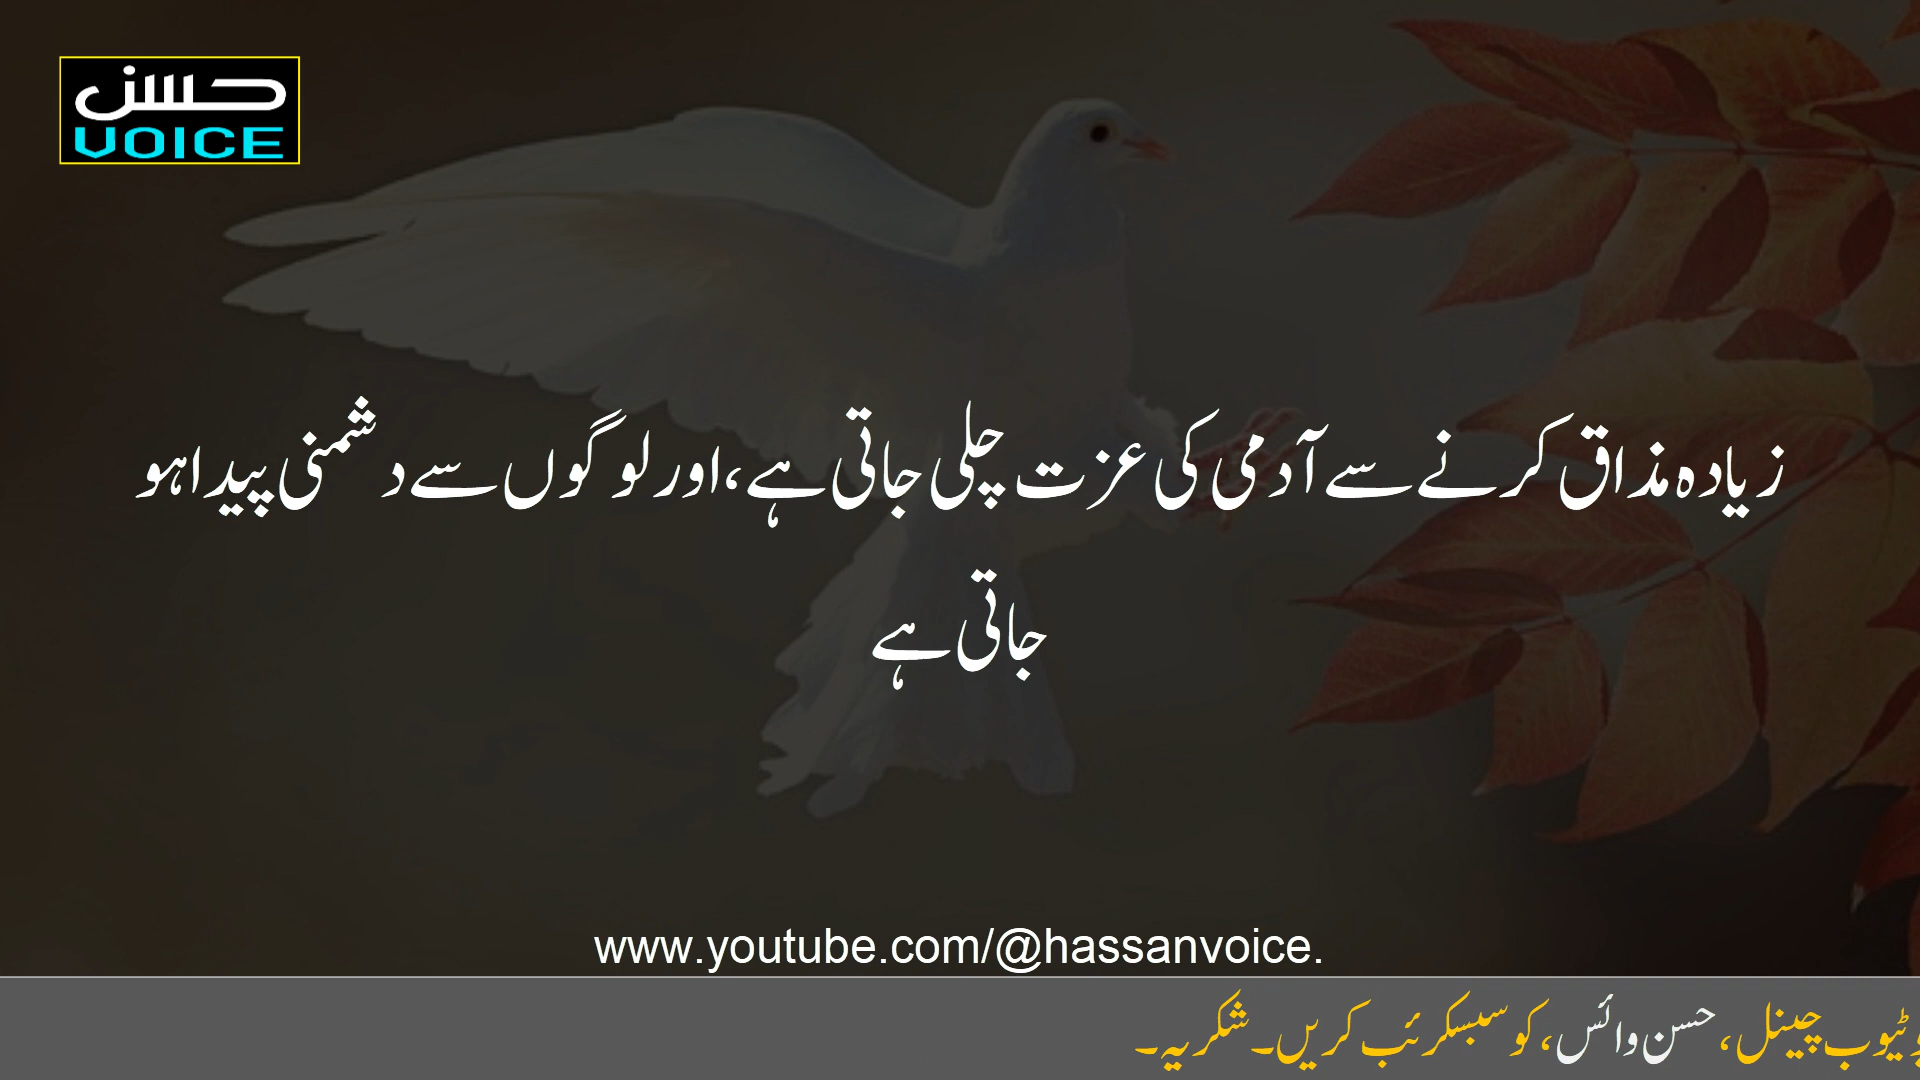 حسن
VOICE
زیادہ مذاق کرنے سے آدمی کی عزت چلی جاتی ہے، اور لوگوں سے دشمنی پیدا ہو
جاتی ہے
www.youtube.com/@hassanvoice.
چینل، حسن وائس، کو سبسکرائب کریں۔ شکریہ۔